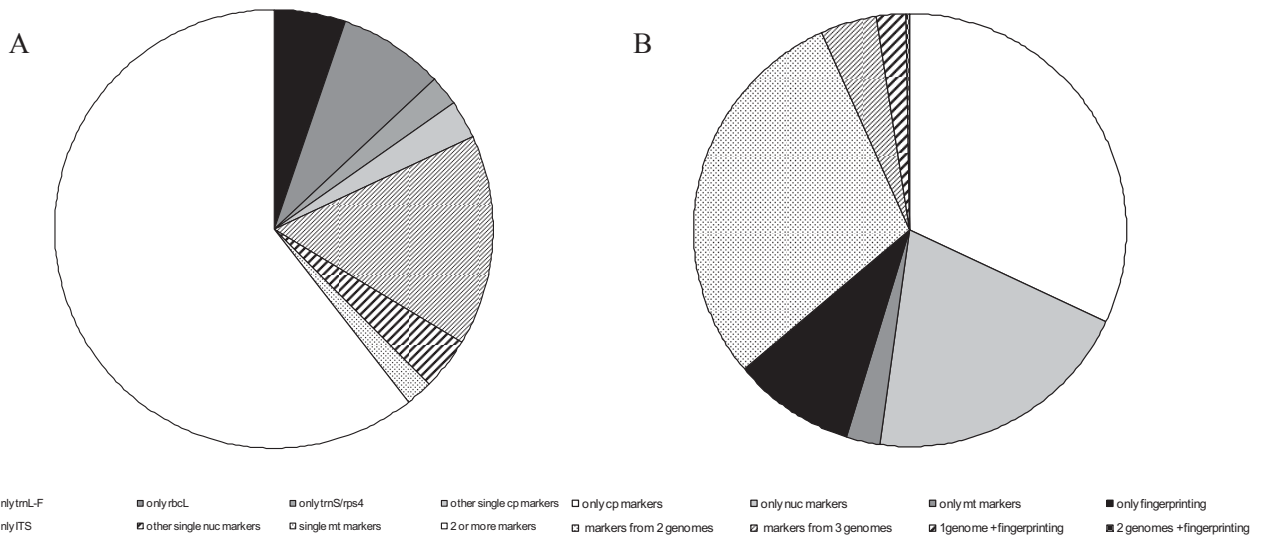 A
B
nly trnL-F only rbcL only trnS/rps4 other single cp markers only cp markers only nuc markers only mt markers only fingerprinting
nly ITS other single nuc markers single mt markers 2 or more markers markers from 2 genomes markers from 3 genomes 1genome +fingerprinting 2 genomes +fingerprinting